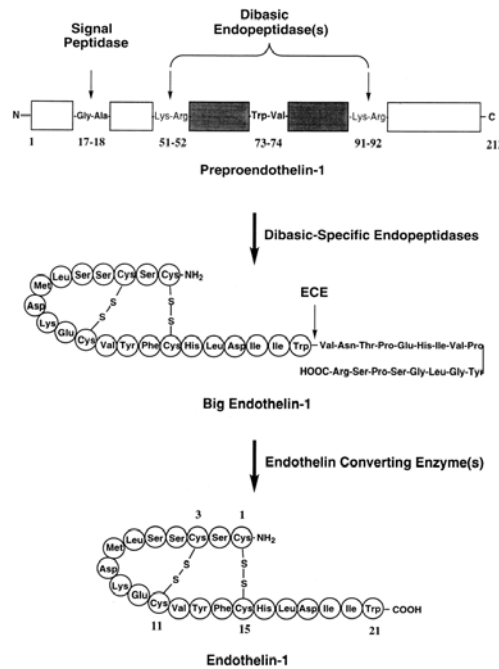 Dibasic
Endopeptidase(s)
Signal
Peptidase
N
Gly-Ala
Lys-Arg
Trp-Val
Lys-Arg
C
1
17-18
51-52
73-74
91-92
Preproendothelin-1
Dibasic-Specific Endopeptidases
Met Leu Ser Ser Cys Ser Cys NH2
Asp
Lys
Glu
S S
S S
ECE
Cys Val Tyr Phe Cys His Leu Asp Ile Ile Trp Val-Asn-Thr-Pro-Glu-His-Ile-Val-Pro
HOOC-Arg-Ser-Pro-Ser-Gly-Leu-Gly-Tyr
Big Endothelin-1
Endothelin Converting Enzyme(s)
3 1
Met Leu Ser Ser Cys Ser Cys NH2
Asp
Lys
Glu
S S
S S
Cys Val Tyr Phe Cys His Leu Asp Ile Ile Trp COOH
11 15 21
Endothelin-1